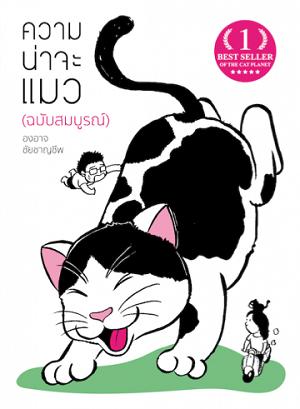 ความ
น่าจะ
แมว
(ฉบับสมบูรณ์)
องอาจ
ชัยชาญชีพ
1
BEST SELLER
OF THE CAT PLANET